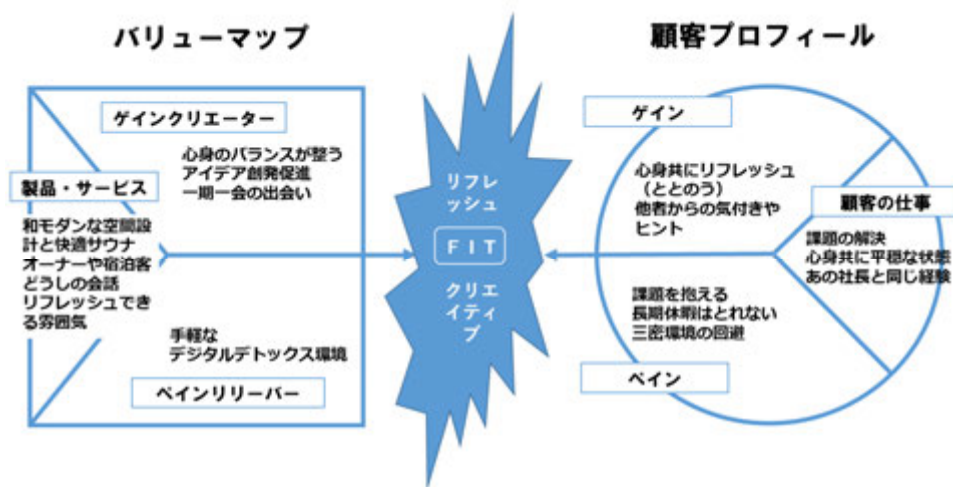 バリューマップ
顧客プロフィール
ゲインクリエーター
心身のバランスが整う
アイデア創発促進
一期一会の出会い
製品・サービス
和モダンな空間設
計と快適サウナ
オーナーや宿泊客
どうしの会話
リフレッシュでき
る雰囲気
手軽な
デジタルデトックス環境
ペインリリーバー
リフレ
ッシュ
FIT
クリエ
イティ
ブ
ゲイン
心身共にリフレッシュ
（ととのう）
他者からの気付きや
ヒント
顧客の仕事
課題の解決
心身共に平穏な状態
あの社長と同じ経験
課題を抱える
長期休暇はとれない
三密環境の回避
ペイン